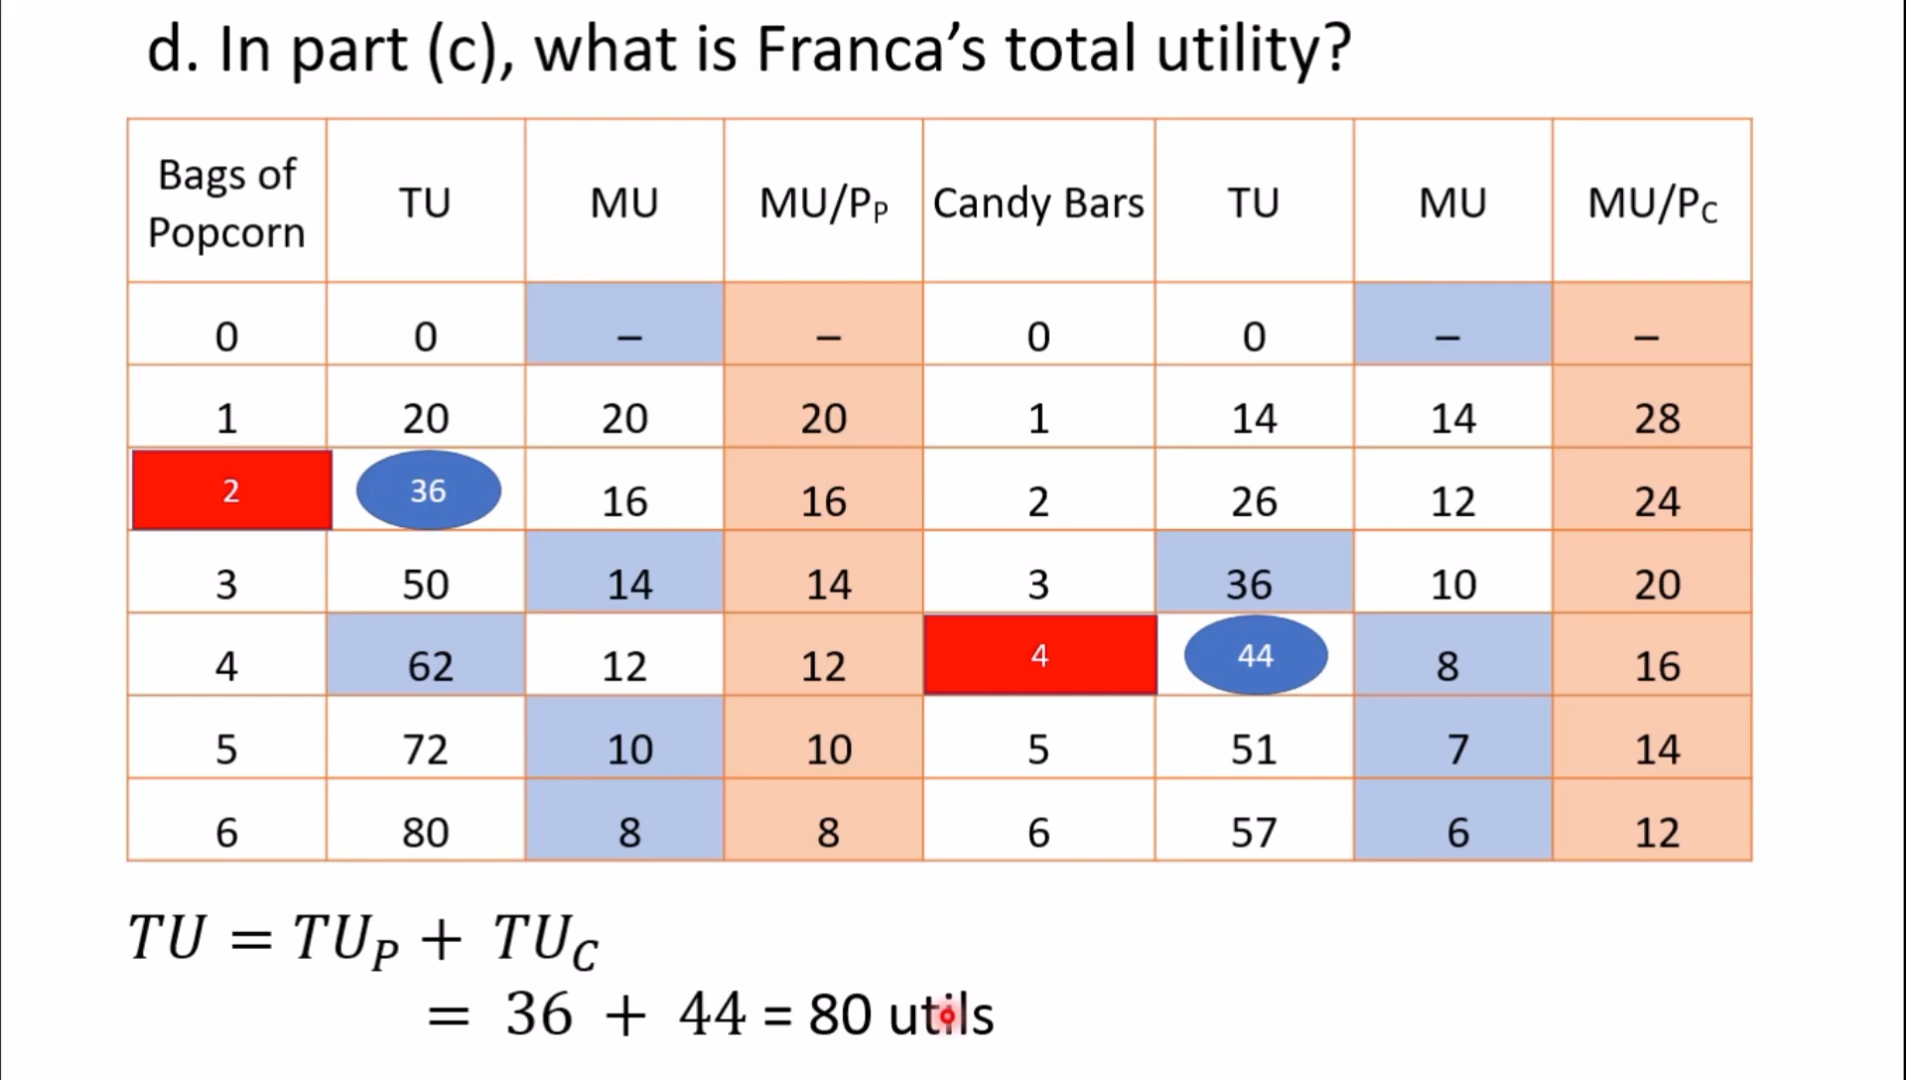 d. In part (c), what is Franca's total utility?
Bags of Popcorn TU MU MU/PP Candy Bars TU MU MU/PC
0 0 – – 0 0 – –
1 20 20 20 1 14 14 28
2 36 16 16 2 26 12 24
3 50 14 14 3 36 10 20
4 62 12 12 4 44 8 16
5 72 10 10 5 51 7 14
6 80 8 8 6 57 6 12
TU = TUP + TUC
= 36 + 44 = 80 utils